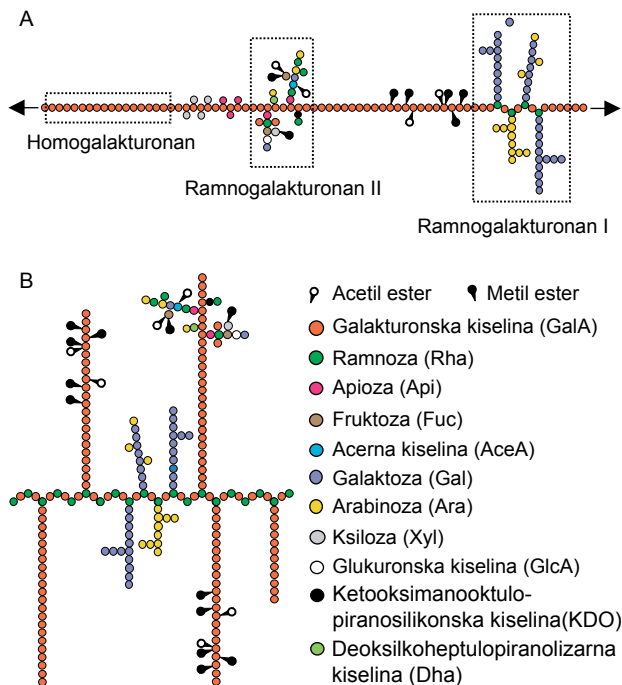 A
Homogalakturonan
Ramnogalakturonan II
Ramnogalakturonan I
B
Acetil ester
Metil ester
Galakturonska kiselina (GalA)
Ramnoza (Rha)
Apioza (Api)
Fruktoza (Fuc)
Acerna kiselina (AceA)
Galaktoza (Gal)
Arabinoza (Ara)
Ksiloza (Xyl)
Glukuronska kiselina (GlcA)
Ketooksimanooktulo-
piranosilikonska kiselina(KDO)
Deoksilkoheptulopiranolizarna
kiselina (Dha)